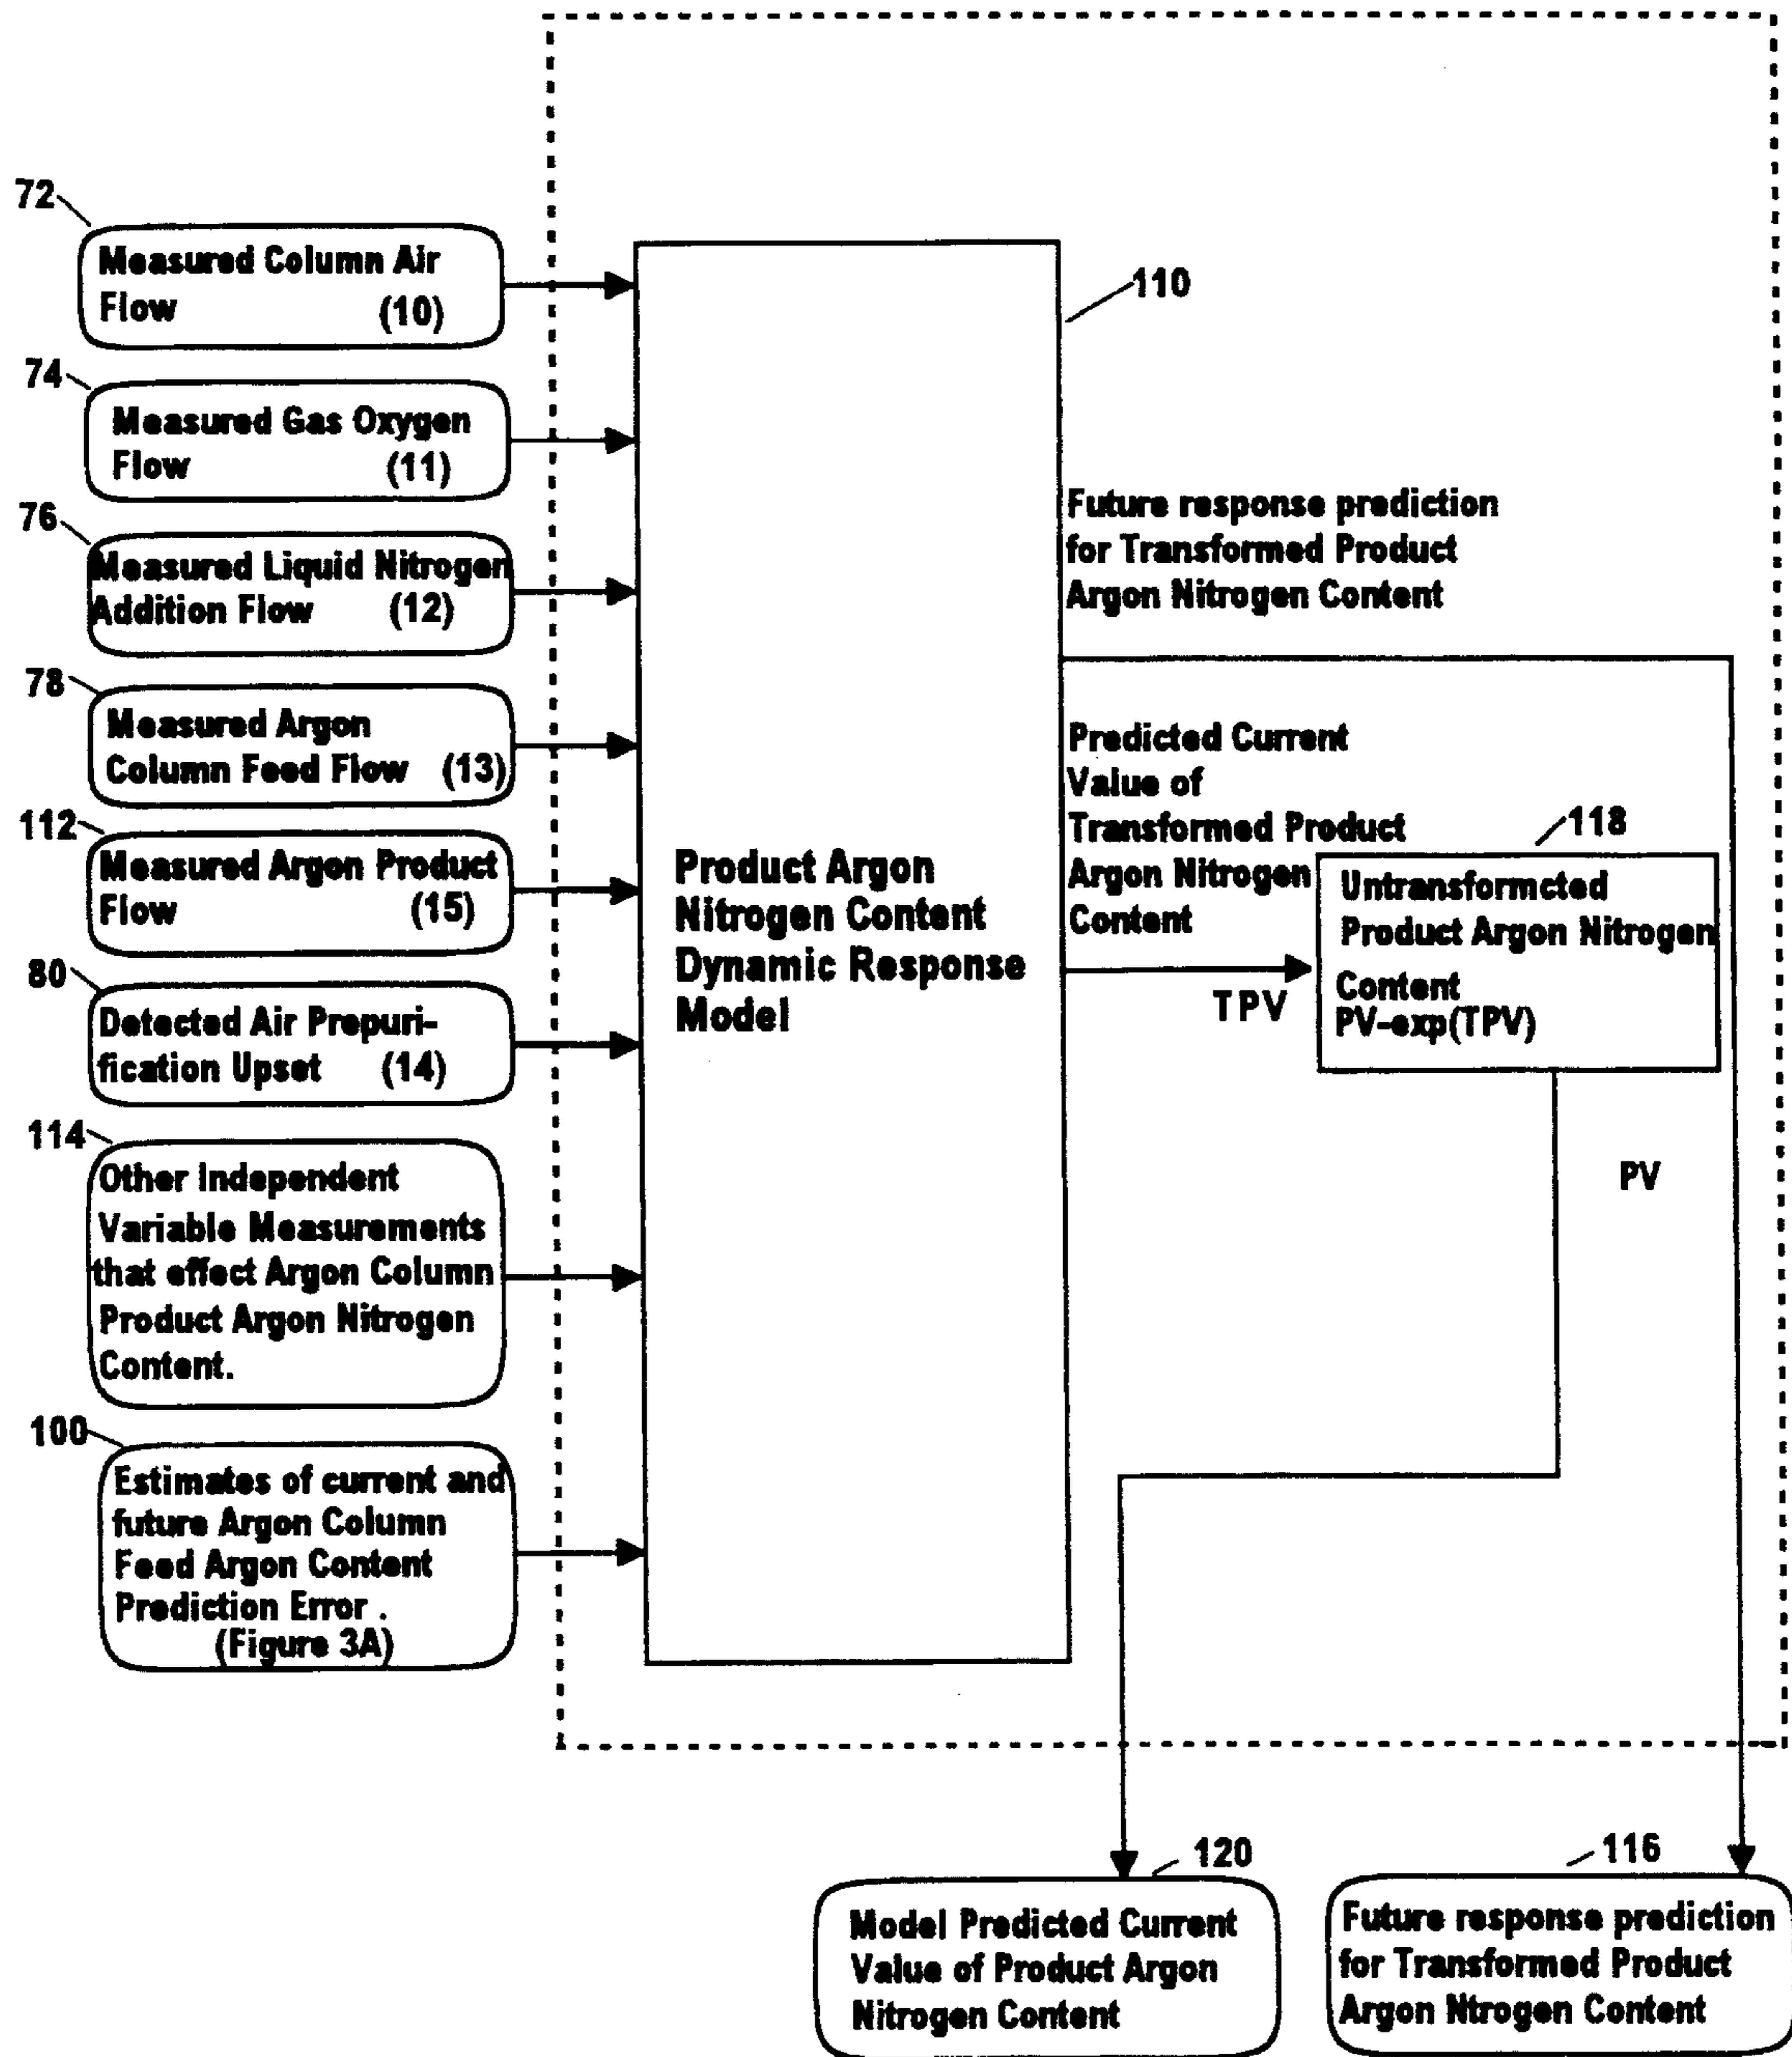 72
Measured Column Air
Flow (10)
74
Measured Gas Oxygen
Flow (11)
76
Measured Liquid Nitrogen
Addition Flow (12)
78
Measured Argon
Column Feed Flow (13)
112
Measured Argon Product
Flow (15)
80
Detected Air Prepuri-
fication Upset (14)
114
Other Independent
Variable Measurements
that effect Argon Column
Product Argon Nitrogen
Content.
100
Estimates of current and
future Argon Column
Feed Argon Content
Prediction Error .
(Figure 3A)
110
Product Argon
Nitrogen Content
Dynamic Response
Model
Future response prediction
for Transformed Product
Argon Nitrogen Content
Predicted Current
Value of
Transformed Product
Argon Nitrogen
Content
TPV
118
Untransformcted
Product Argon Nitrogen
Content
PV-exp(TPV)
PV
120
Model Predicted Current
Value of Product Argon
Nitrogen Content
116
Future response prediction
for Transformed Product
Argon Ntrogen Content